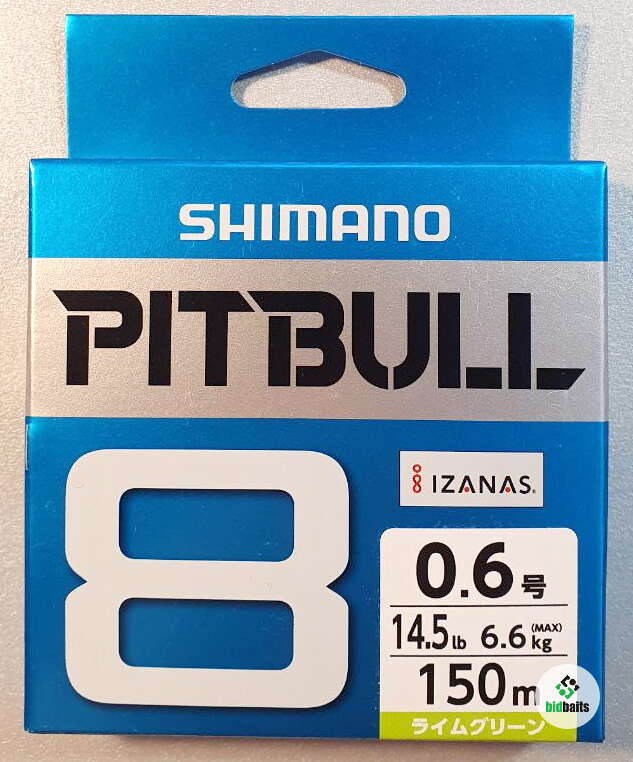 SHIMANO
PITBULL
8
IZANAS®
0.6号
14.5lb 6.6kg (MAX)
150m
ライムグリーン
bidbaits